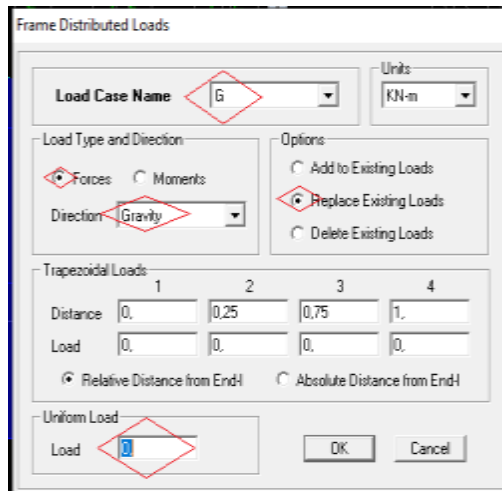 Frame Distributed Loads
Units
Load Case Name G KN-m
Load Type and Direction
Forces Moments
Direction Gravity
Options
Add to Existing Loads
Replace Existing Loads
Delete Existing Loads
Trapezoidal Loads
1 2 3 4
Distance 0, 0,25 0,75 1,
Load 0, 0, 0, 0,
Relative Distance from End-I Absolute Distance from End-I
Uniform Load
Load 0,
OK Cancel